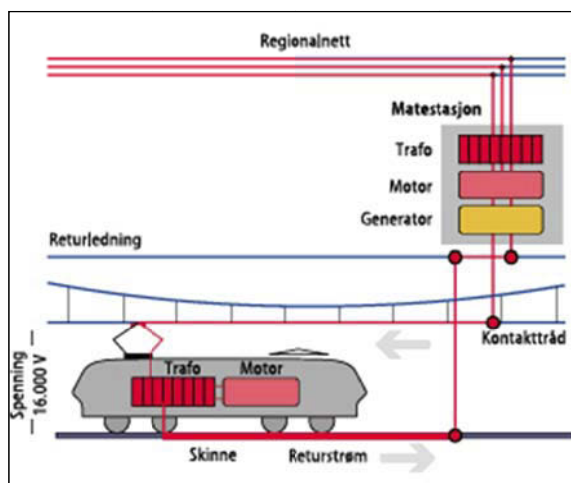 Regionalnett
Matestasjon
Trafo
Motor
Generator
Returledning
Kontakttråd
Spenning
16.000 V
Trafo Motor
Skinne Returstrøm